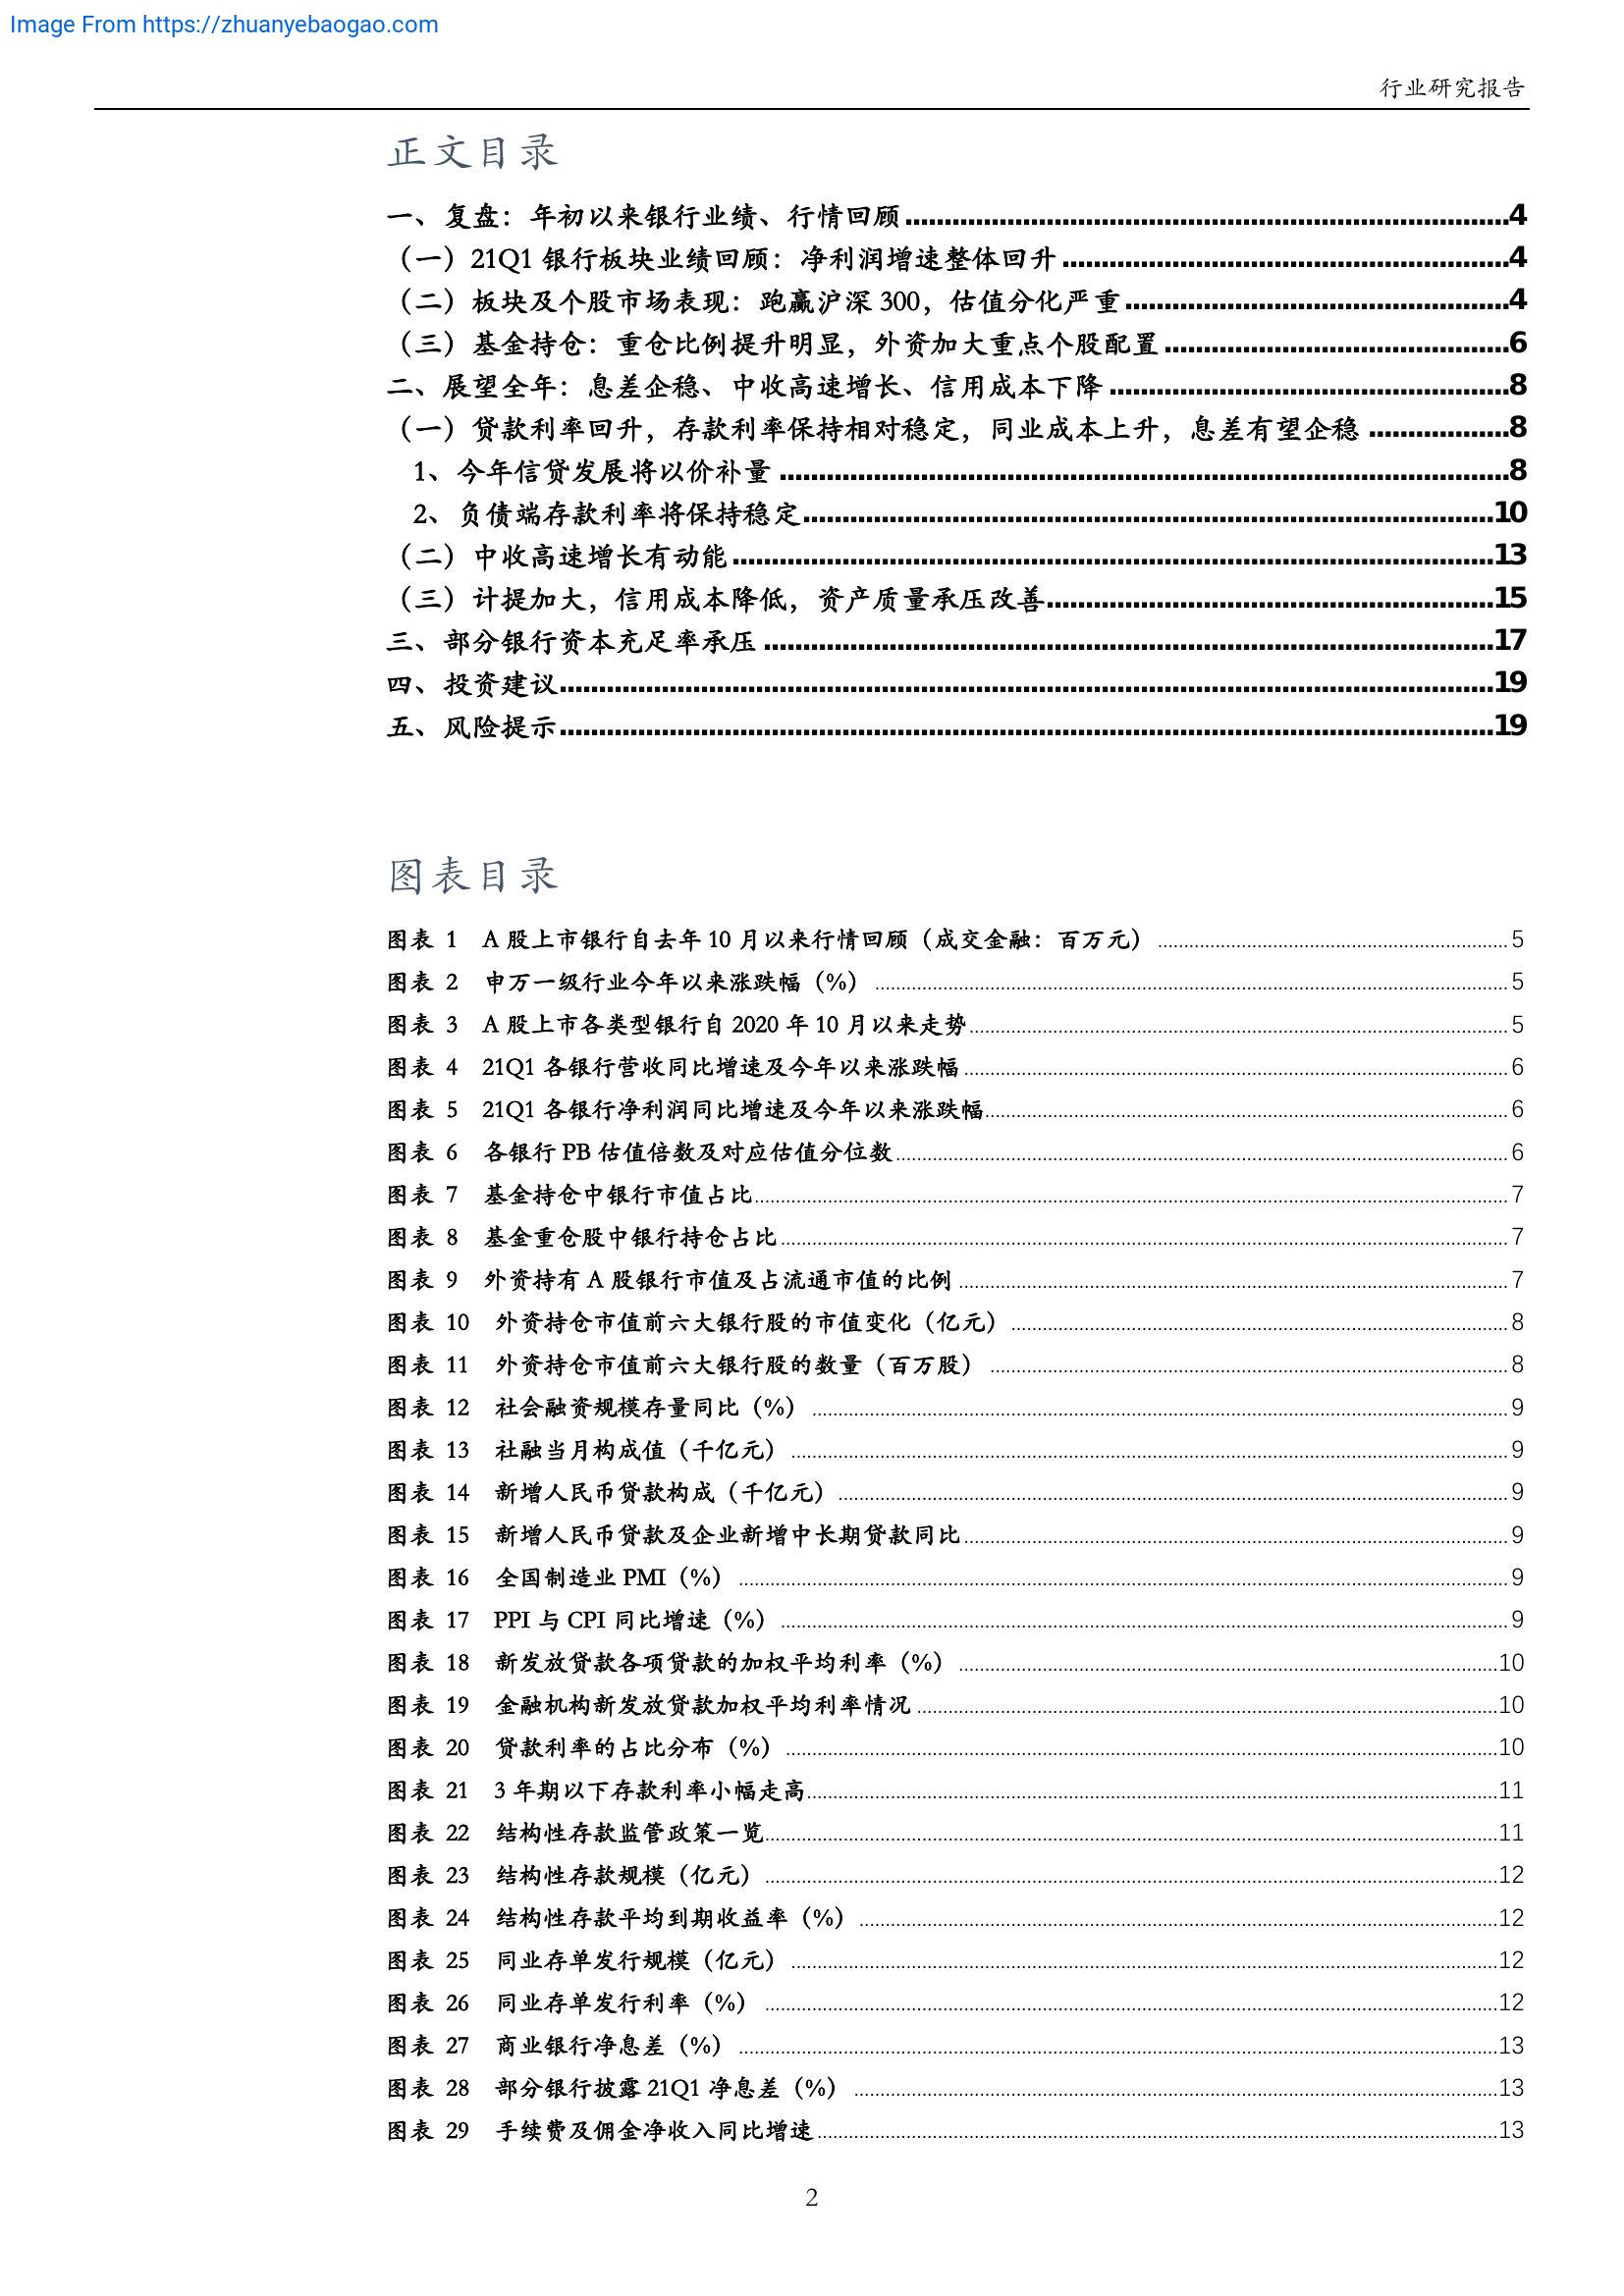 Image From https://zhuanyebaogao.com
行业研究报告
正文目录
一、复盘：年初以来银行业绩、行情回顾........4
（一）21Q1 银行板块业绩回顾：净利润增速整体回升........4
（二）板块及个股市场表现：跑赢沪深 300，估值分化严重........4
（三）基金持仓：重仓比例提升明显，外资加大重点个股配置........6
二、展望全年：息差企稳、中收高速增长、信用成本下降........8
（一）贷款利率回升，存款利率保持相对稳定，同业成本上升，息差有望企稳........8
1、今年信贷发展将以价补量........8
2、负债端存款利率将保持稳定........10
（二）中收高速增长有动能........13
（三）计提加大，信用成本降低，资产质量承压改善........15
三、部分银行资本充足率承压........17
四、投资建议........19
五、风险提示........19
图表目录
图表 1 A 股上市银行自去年 10 月以来行情回顾（成交金融：百万元）........5
图表 2 申万一级行业今年以来涨跌幅（%）........5
图表 3 A 股上市各类型银行自 2020 年 10 月以来走势........5
图表 4 21Q1 各银行营收同比增速及今年以来涨跌幅........6
图表 5 21Q1 各银行净利润同比增速及今年以来涨跌幅........6
图表 6 各银行 PB 估值倍数及对应估值分位数........6
图表 7 基金持仓中银行市值占比........7
图表 8 基金重仓股中银行持仓占比........7
图表 9 外资持有 A 股银行市值及占流通市值的比例........7
图表 10 外资持仓市值前六大银行股的市值变化（亿元）........8
图表 11 外资持仓市值前六大银行股的数量（百万股）........8
图表 12 社会融资规模存量同比（%）........9
图表 13 社融当月构成值（千亿元）........9
图表 14 新增人民币贷款构成（千亿元）........9
图表 15 新增人民币贷款及企业新增中长期贷款同比........9
图表 16 全国制造业 PMI（%）........9
图表 17 PPI 与 CPI 同比增速（%）........9
图表 18 新发放贷款各项贷款的加权平均利率（%）........10
图表 19 金融机构新发放贷款加权平均利率情况........10
图表 20 贷款利率的占比分布（%）........10
图表 21 3 年期以下存款利率小幅走高........11
图表 22 结构性存款监管政策一览........11
图表 23 结构性存款规模（亿元）........12
图表 24 结构性存款平均到期收益率（%）........12
图表 25 同业存单发行规模（亿元）........12
图表 26 同业存单发行利率（%）........12
图表 27 商业银行净息差（%）........13
图表 28 部分银行披露 21Q1 净息差（%）........13
图表 29 手续费及佣金净收入同比增速........13
2